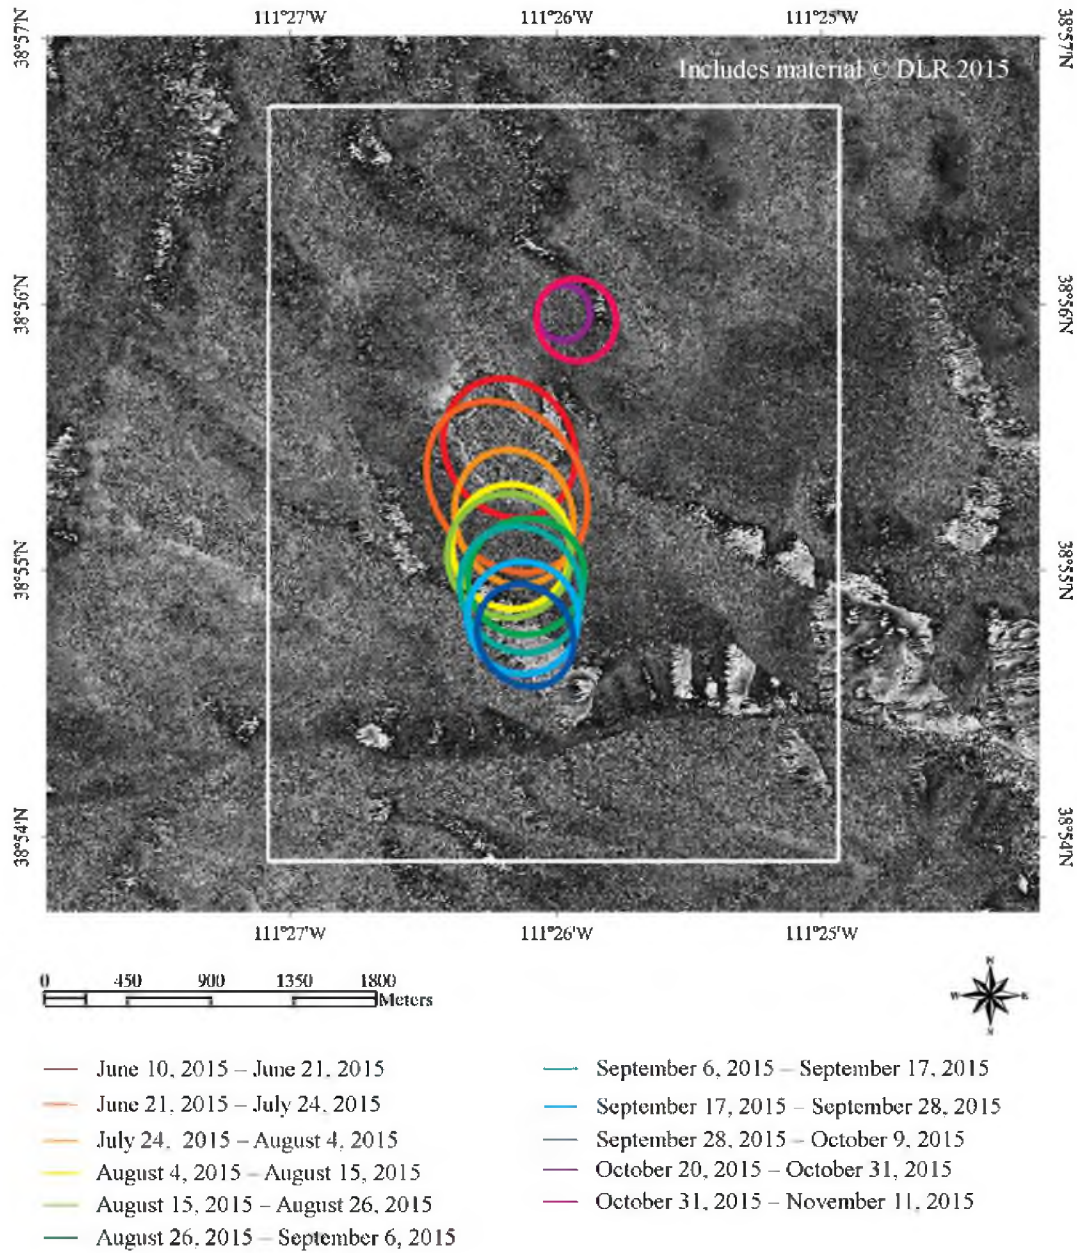 111°27'W 111°26'W 111°25'W
38°57'N 38°57'N
Includes material © DLR 2015
38°56'N 38°56'N
38°55'N 38°55'N
38°54'N 38°54'N
111°27'W 111°26'W 111°25'W
0 450 900 1350 1800
Meters
N
W E
S
June 10, 2015 – June 21, 2015
June 21, 2015 – July 24, 2015
July 24, 2015 – August 4, 2015
August 4, 2015 – August 15, 2015
August 15, 2015 – August 26, 2015
August 26, 2015 – September 6, 2015
September 6, 2015 – September 17, 2015
September 17, 2015 – September 28, 2015
September 28, 2015 – October 9, 2015
October 20, 2015 – October 31, 2015
October 31, 2015 – November 11, 2015